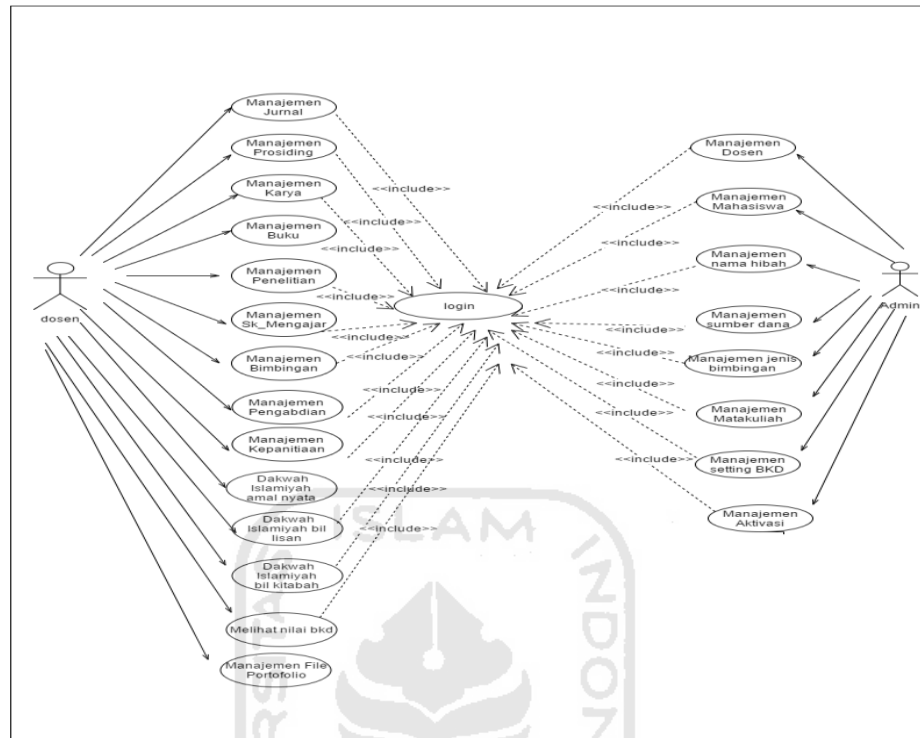 Manajemen
Jurnal
Manajemen
Prosiding
Manajemen
Karya
Manajemen
Buku
Manajemen
Penelitian
Manajemen
Sk_Mengajar
Manajemen
Bimbingan
Manajemen
Pengabdian
Manajemen
Kepanitiaan
Dakwah
Islamiyah
amal nyata
Dakwah
Islamiyah bil
lisan
Dakwah
Islamiyah
bil kitabah
Melihat nilai bkd
Manajemen File
Portofolio
dosen
<<include>>
<<include>>
<<include>>
<<include>>
<<include>>
<<include>>
<<include>>
<<include>>
<<include>>
<<include>>
login
<<include>>
<<include>>
<<include>>
<<include>>
<<include>>
<<include>>
<<include>>
Manajemen
Dosen
Manajemen
Mahasiswa
Manajemen
nama hibah
Manajemen
sumber dana
Manajemen jenis
bimbingan
Manajemen
Matakuliah
Manajemen
setting BKD
Manajemen
Aktivasi
Admin
ISLAM
INDON
RSITAS